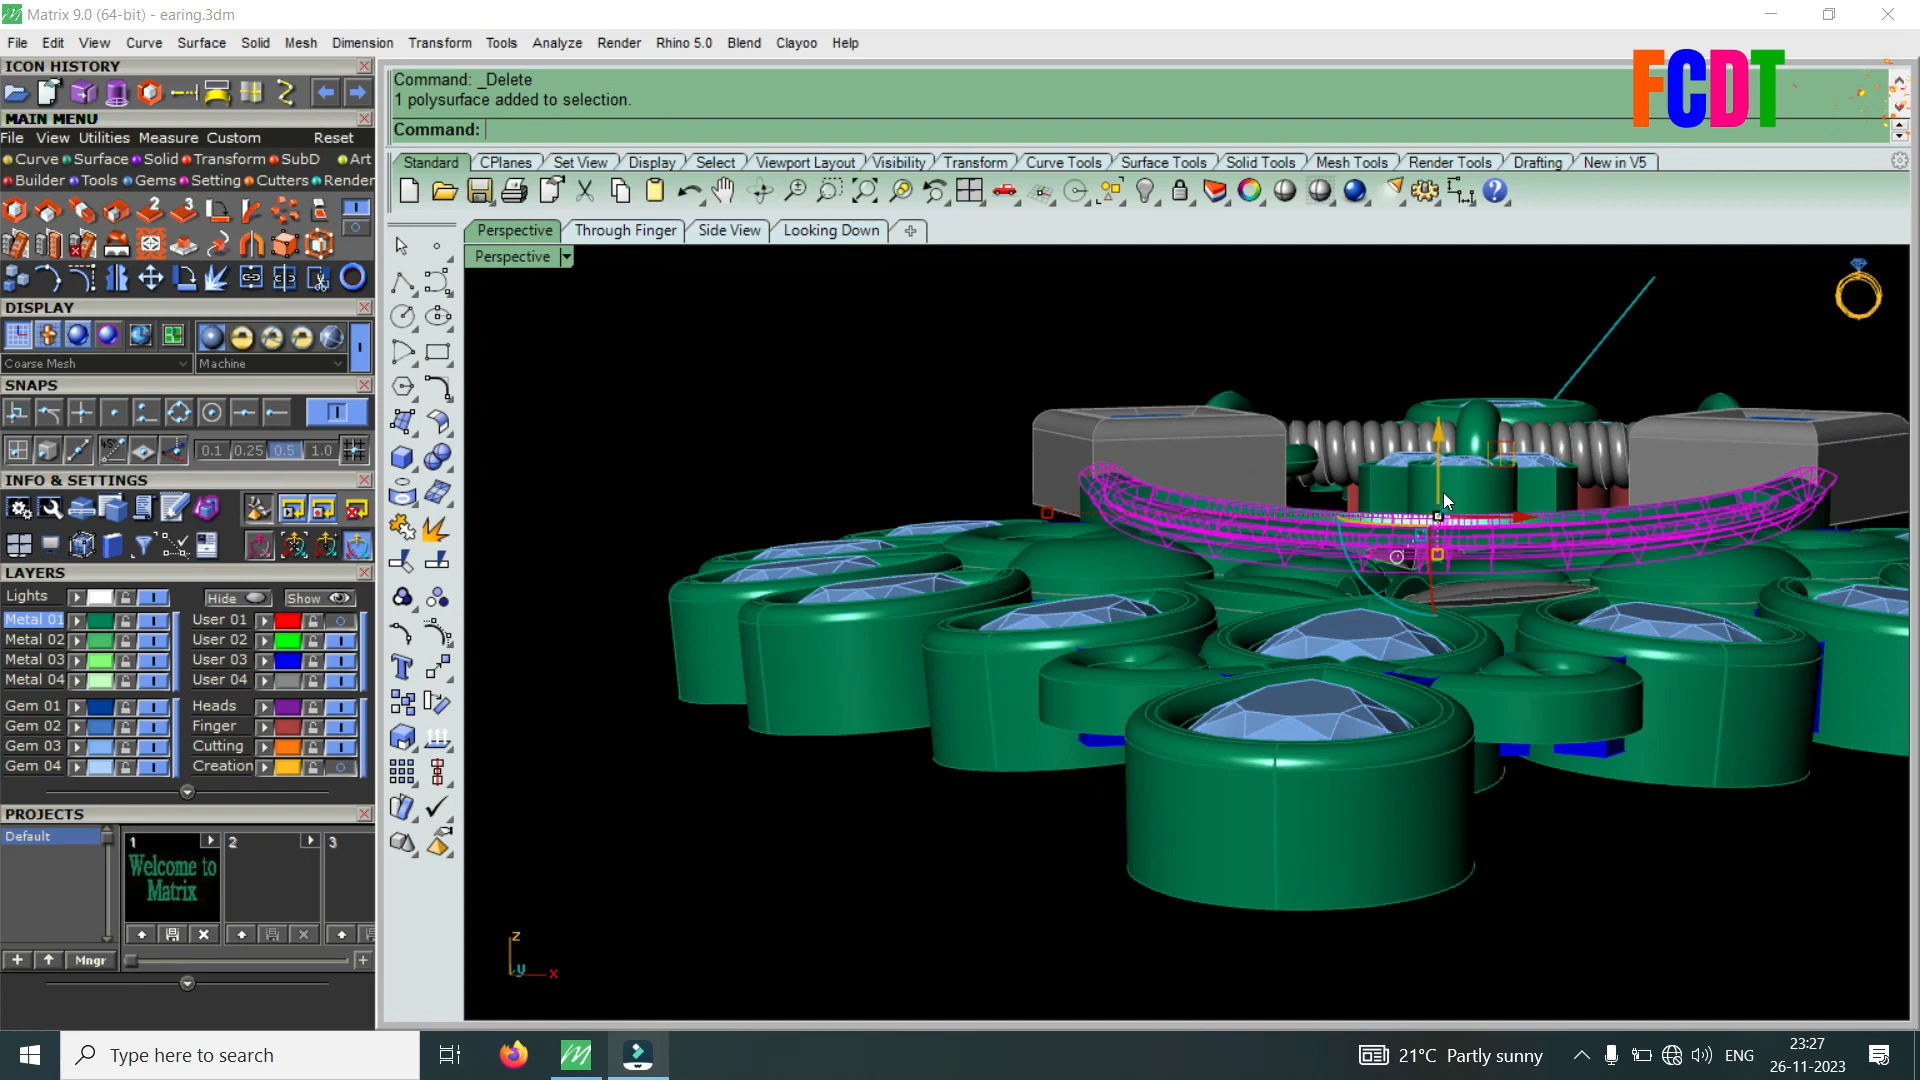 Matrix 9.0 (64-bit) - earing.3dm
File Edit View Curve Surface Solid Mesh Dimension Transform Tools Analyze Render Rhino 5.0 Blend Clayoo Help
FCDT
ICON HISTORY
Command: _Delete
1 polysurface added to selection.
Command:
MAIN MENU
File View Utilities Measure Custom Reset
Curve Surface Solid Transform SubD Art
Builder Tools Gems Setting Cutters Render
Standard CPlanes Set View Display Select Viewport Layout Visibility Transform Curve Tools Surface Tools Solid Tools Mesh Tools Render Tools Drafting New in V5
Perspective Through Finger Side View Looking Down
Perspective
2 3
DISPLAY
Coarse Mesh Machine
SNAPS
45°
0.1 0.25 0.5 1.0
INFO & SETTINGS
LAYERS
Lights Hide Show
Metal 01 User 01
Metal 02 User 02
Metal 03 User 03
Metal 04 User 04
Gem 01 Heads
Gem 02 Finger
Gem 03 Cutting
Gem 04 Creation
PROJECTS
Default
1 2 3
Welcome to
Matrix
Mngr
z
y x
Type here to search
21°C Partly sunny
ENG
23:27
26-11-2023